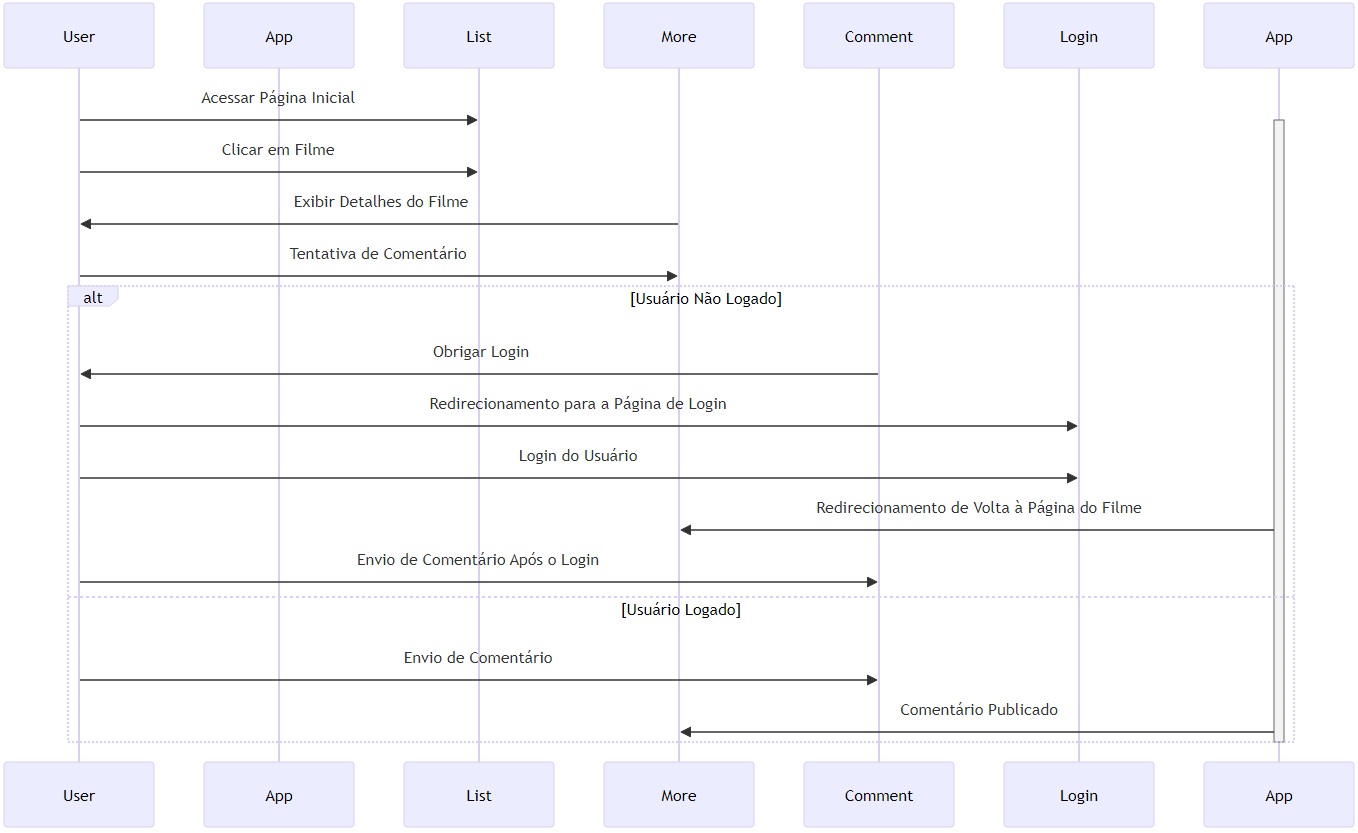 User
App
List
More
Comment
Login
App
Acessar Página Inicial
Clicar em Filme
Exibir Detalhes do Filme
Tentativa de Comentário
alt
[Usuário Não Logado]
Obrigar Login
Redirecionamento para a Página de Login
Login do Usuário
Redirecionamento de Volta à Página do Filme
Envio de Comentário Após o Login
[Usuário Logado]
Envio de Comentário
Comentário Publicado
User
App
List
More
Comment
Login
App